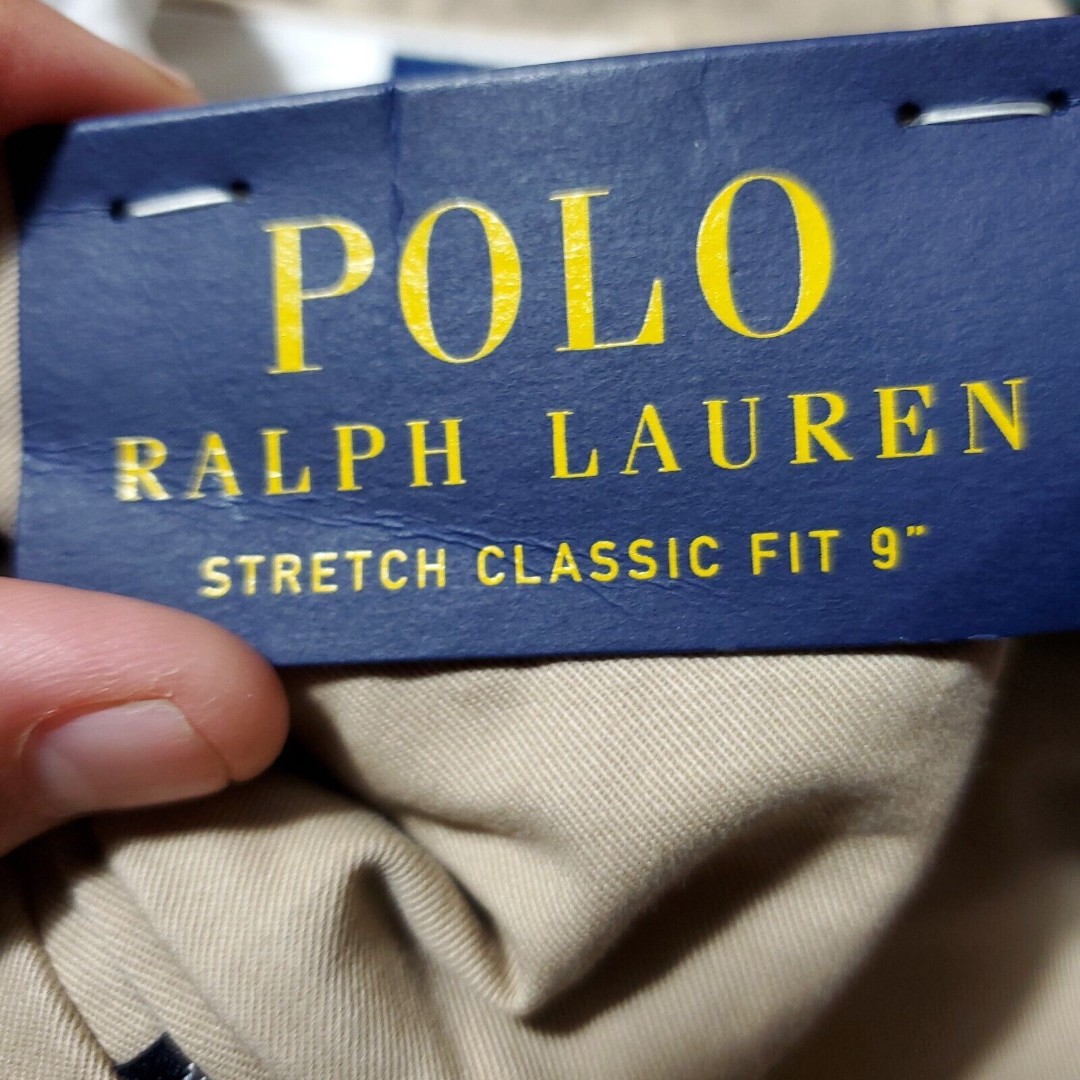 POLO
RALPH LAUREN
STRETCH CLASSIC FIT 9"